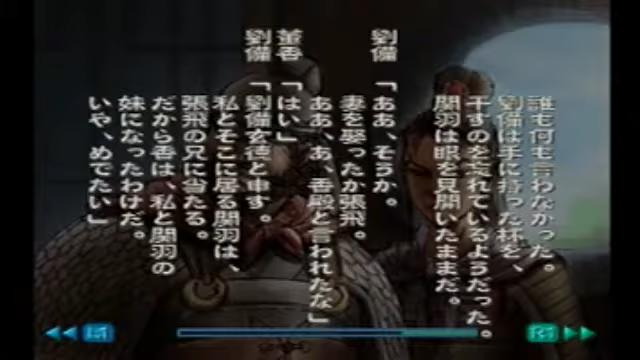 誰も何も言わなかった。
劉備は手に持った杯を、
干すのを忘れているようだった。
関羽は眼を見開いたままだ。
劉備「ああ、そうか。
妻を娶ったか張飛。
ああ、あ、香殿と言われたな」
董香「はい」
劉備「劉備玄徳と申す。
私とそこに居る関羽は、
張飛の兄に当たる。
だから香は、私と関羽の
妹になったわけだ。
いや、めでたい」
L1
R1